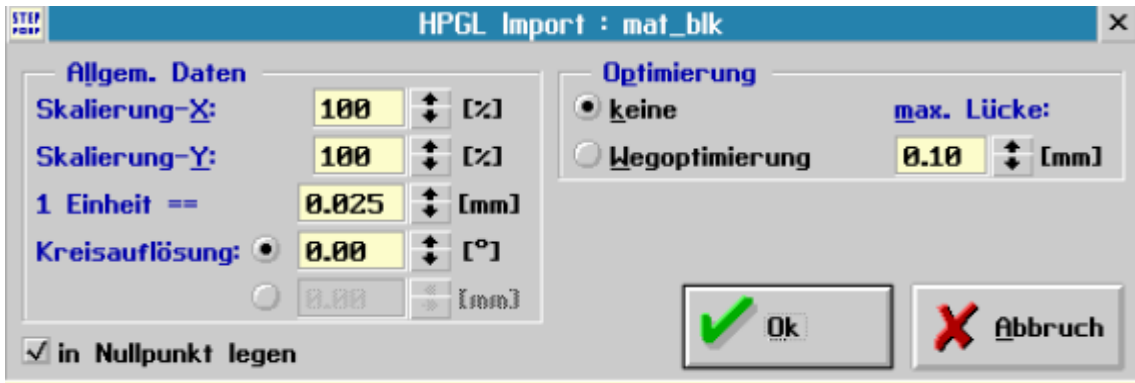 STEP FOUR
HPGL Import : mat_blk
Allgem. Daten
Skalierung-X: 100 [%]
Skalierung-Y: 100 [%]
1 Einheit == 0.025 [mm]
Kreisauflösung: 0.00 [°]
0.00 [mm]
in Nullpunkt legen
Optimierung
keine
max. Lücke:
Wegoptimierung 0.10 [mm]
Ok
Abbruch